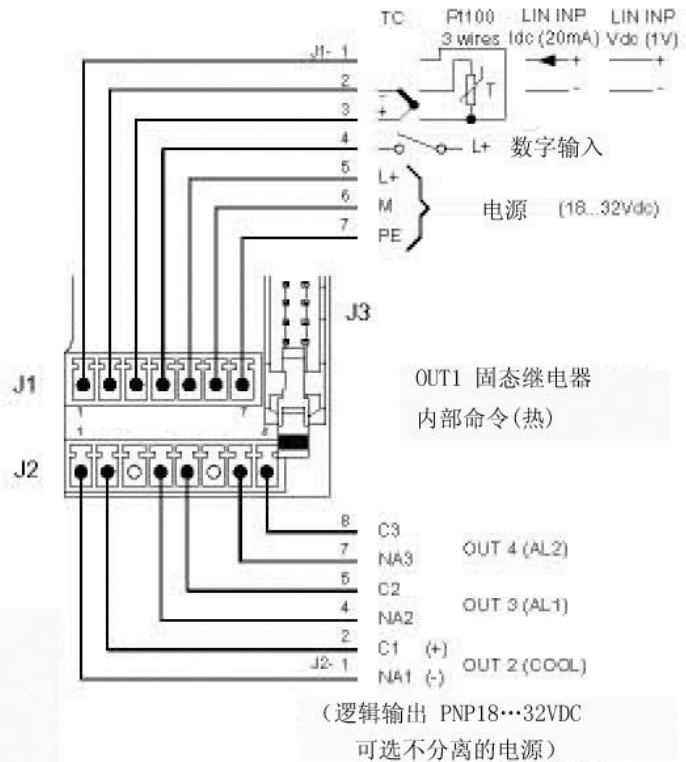 TC Pt100 LIN INP LIN INP
3 wires Idc (20mA) Vdc (1V)
J1- 1
+ +
2
- T - -
3
+
4
L+ 数字输入
5
L+
6
M 电源 (18...32Vdc)
7
PE
J3
J1
1 7
OUT1 固态继电器
内部命令(热)
1 8
J2
8 C3
OUT 4 (AL2)
7 NA3
5 C2
OUT 3 (AL1)
4 NA2
2 C1 (+)
OUT 2 (COOL)
J2- 1 NA1 (-)
(逻辑输出 PNP18…32VDC
可选不分离的电源)